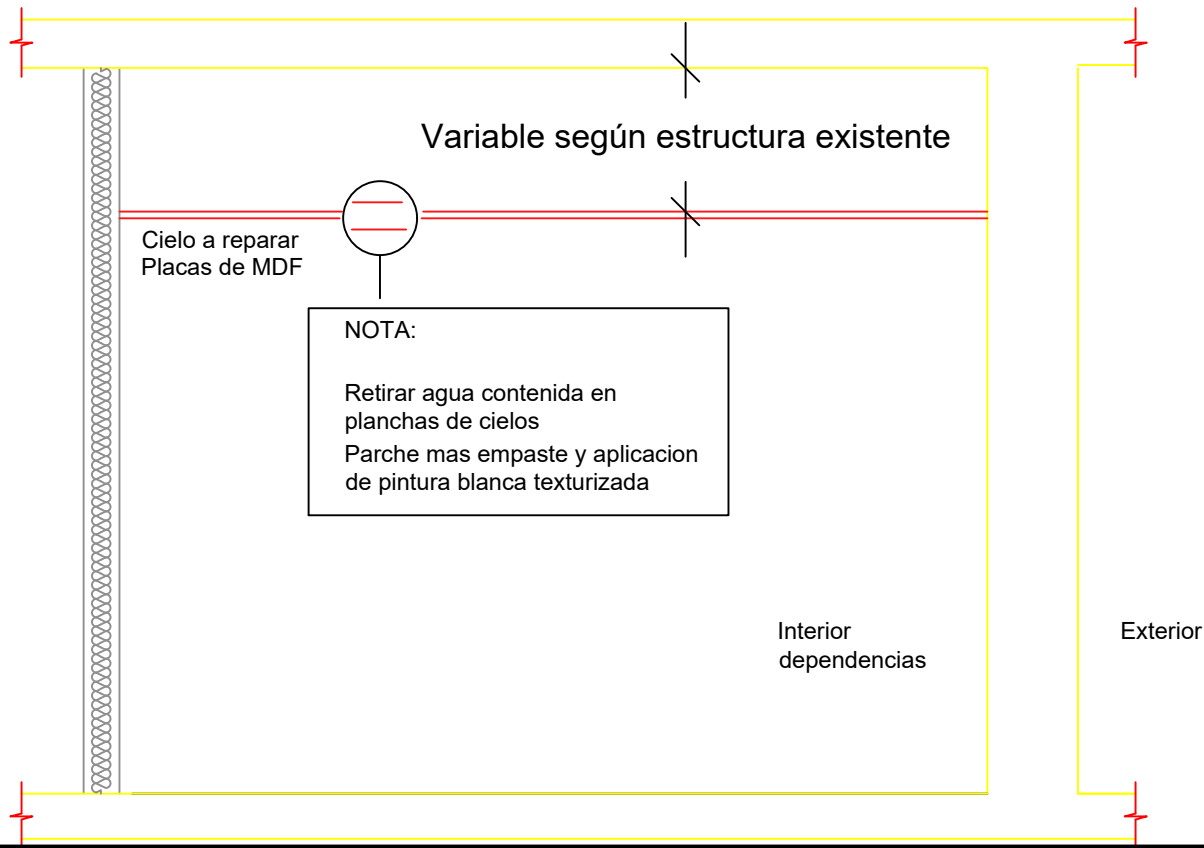 Variable según estructura existente
Cielo a reparar
Placas de MDF
NOTA:
Retirar agua contenida en
planchas de cielos
Parche mas empaste y aplicacion
de pintura blanca texturizada
Interior
dependencias
Exterior